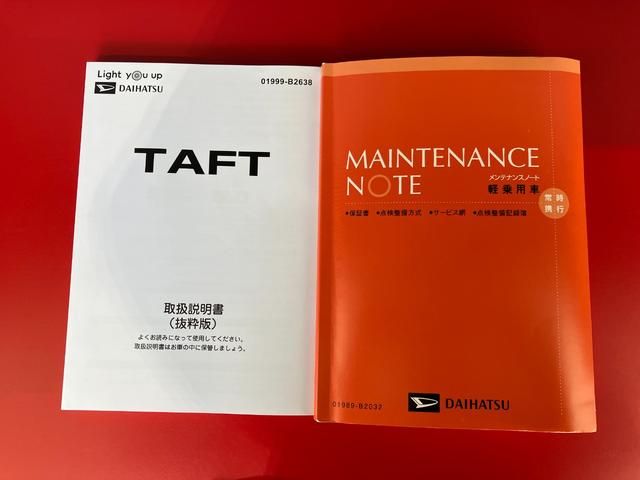 Light you up
DAIHATSU
01999-B2638
TAFT
取扱説明書
(抜粋版)
よくお読みになって使用してください。
取扱説明書はお車の中に保管しましょう。
MAINTENANCE
NOTE
メンテナンスノート
軽乗用車
常時
携行
●保証書 ●点検整備方式 ●サービス網 ●点検整備記録簿
01989-B2032
DAIHATSU